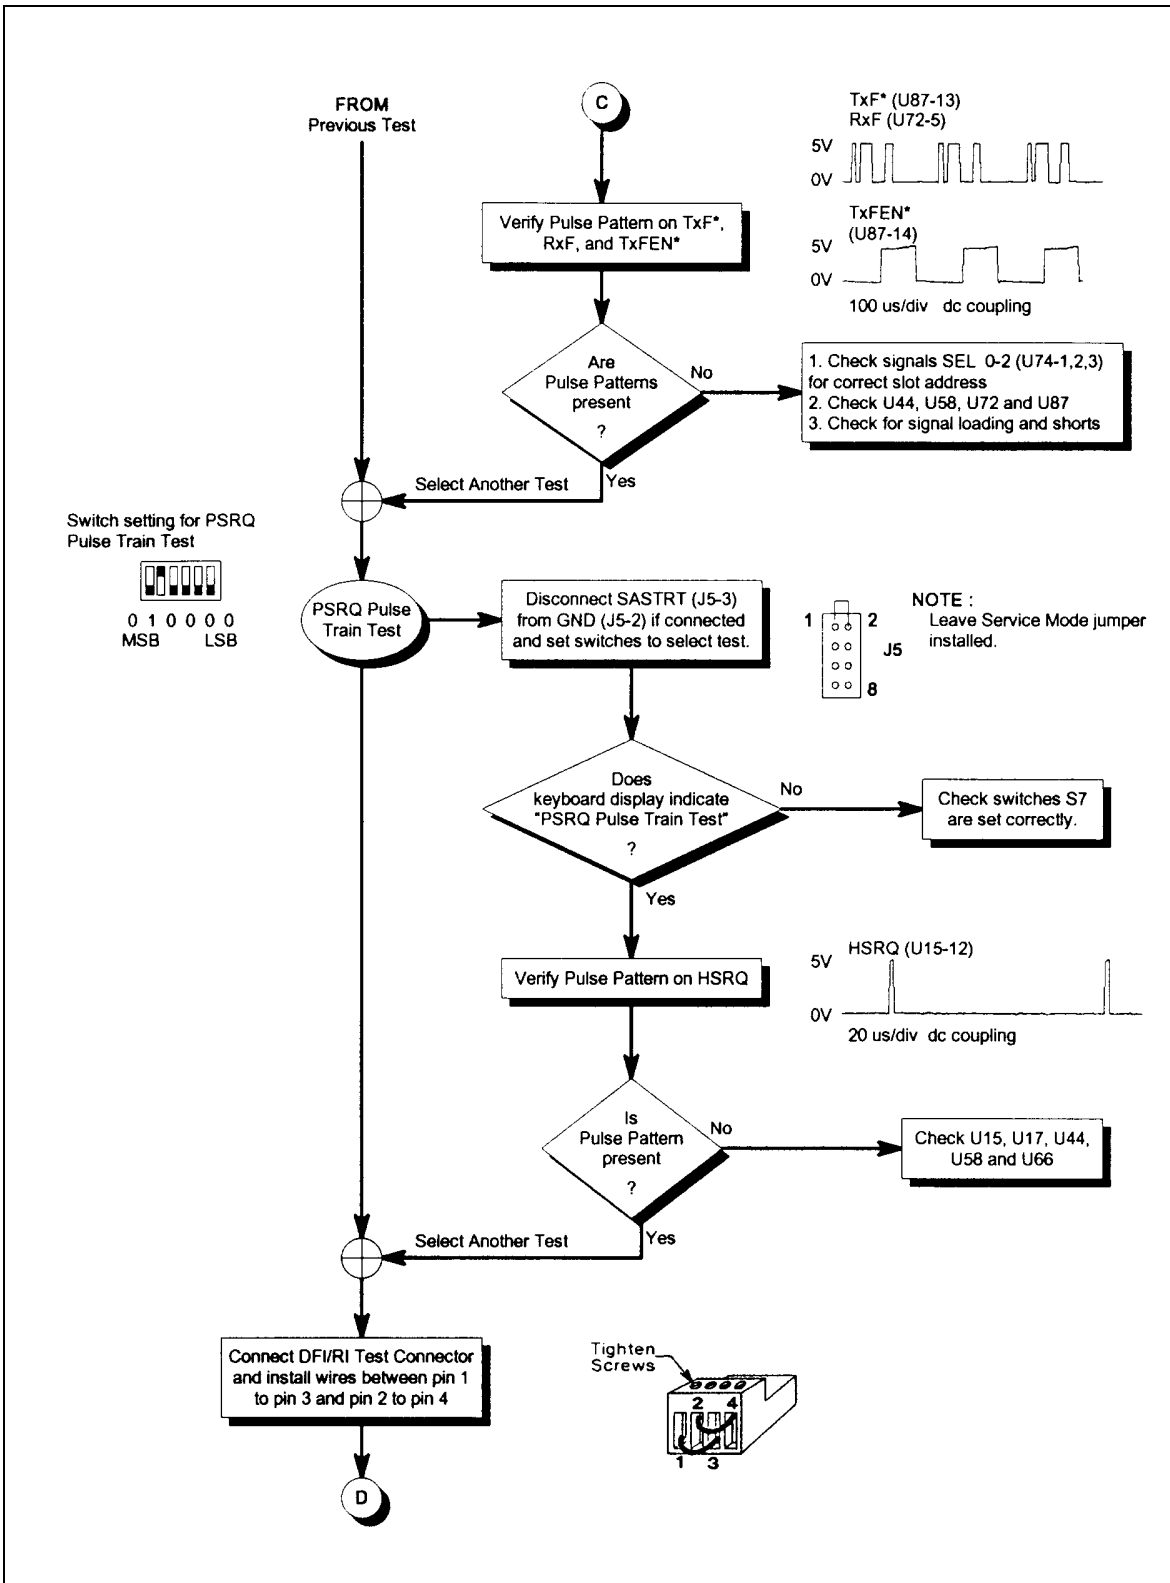 FROM
Previous Test
C
TxF* (U87-13)
RxF (U72-5)
5V
0V
Verify Pulse Pattern on TxF*,
RxF, and TxFEN*
TxFEN*
(U87-14)
5V
0V
100 us/div dc coupling
Are
Pulse Patterns
present
?
No
1. Check signals SEL 0-2 (U74-1,2,3)
for correct slot address
2. Check U44, U58, U72 and U87
3. Check for signal loading and shorts
Yes
Select Another Test
Switch setting for PSRQ
Pulse Train Test
0 1 0 0 0 0
MSB LSB
PSRQ Pulse
Train Test
Disconnect SASTRT (J5-3)
from GND (J5-2) if connected
and set switches to select test.
1 2
J5
8
NOTE :
Leave Service Mode jumper
installed.
Does
keyboard display indicate
"PSRQ Pulse Train Test"
?
No
Check switches S7
are set correctly.
Yes
Verify Pulse Pattern on HSRQ
HSRQ (U15-12)
5V
0V
20 us/div dc coupling
Is
Pulse Pattern
present
?
No
Check U15, U17, U44,
U58 and U66
Yes
Select Another Test
Connect DFI/RI Test Connector
and install wires between pin 1
to pin 3 and pin 2 to pin 4
Tighten
Screws
2 4
1 3
D